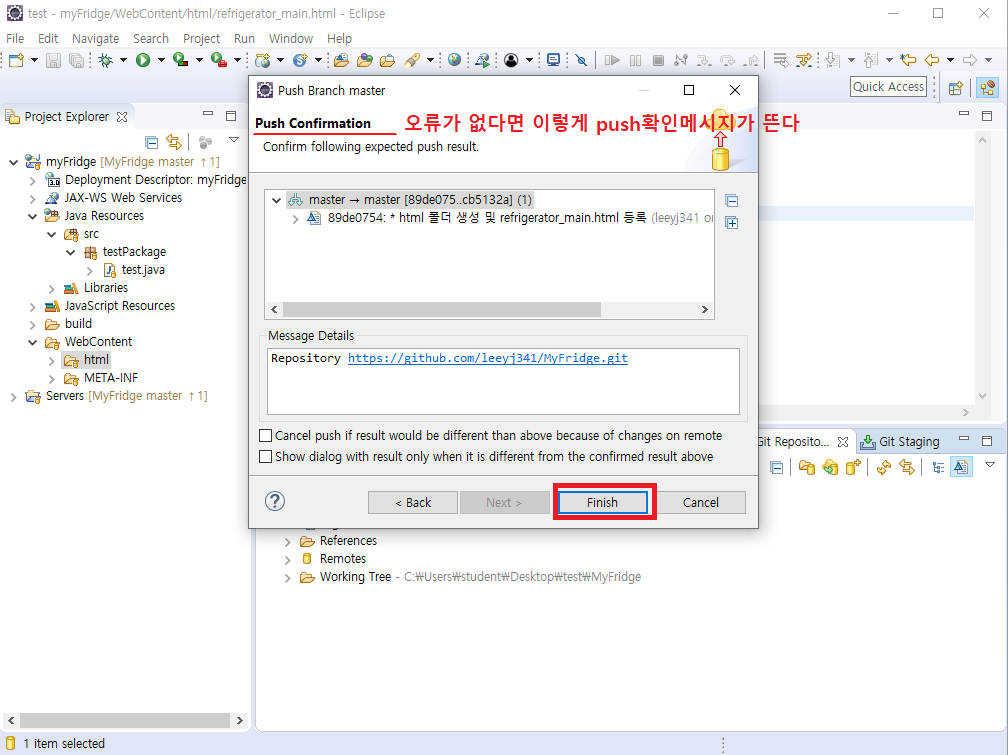 test - myFridge/WebContent/html/refrigerator_main.html - Eclipse
File Edit Navigate Search Project Run Window Help
Quick Access
Project Explorer
myFridge [MyFridge master ↑1]
Deployment Descriptor: myFridge
JAX-WS Web Services
Java Resources
src
testPackage
test.java
Libraries
JavaScript Resources
build
WebContent
html
META-INF
Servers [MyFridge master ↑1]
Push Branch master
Push Confirmation
오류가 없다면 이렇게 push확인메시지가 뜬다
Confirm following expected push result.
master → master [89de075..cb5132a] (1)
89de0754: * html 폴더 생성 및 refrigerator_main.html 등록 (leeyj341 on
Message Details
Repository https://github.com/leeyj341/MyFridge.git
Cancel push if result would be different than above because of changes on remote
Show dialog with result only when it is different from the confirmed result above
< Back Next > Finish Cancel
Git Reposito... Git Staging
References
Remotes
Working Tree - C:₩Users₩student₩Desktop₩test₩MyFridge
1 item selected